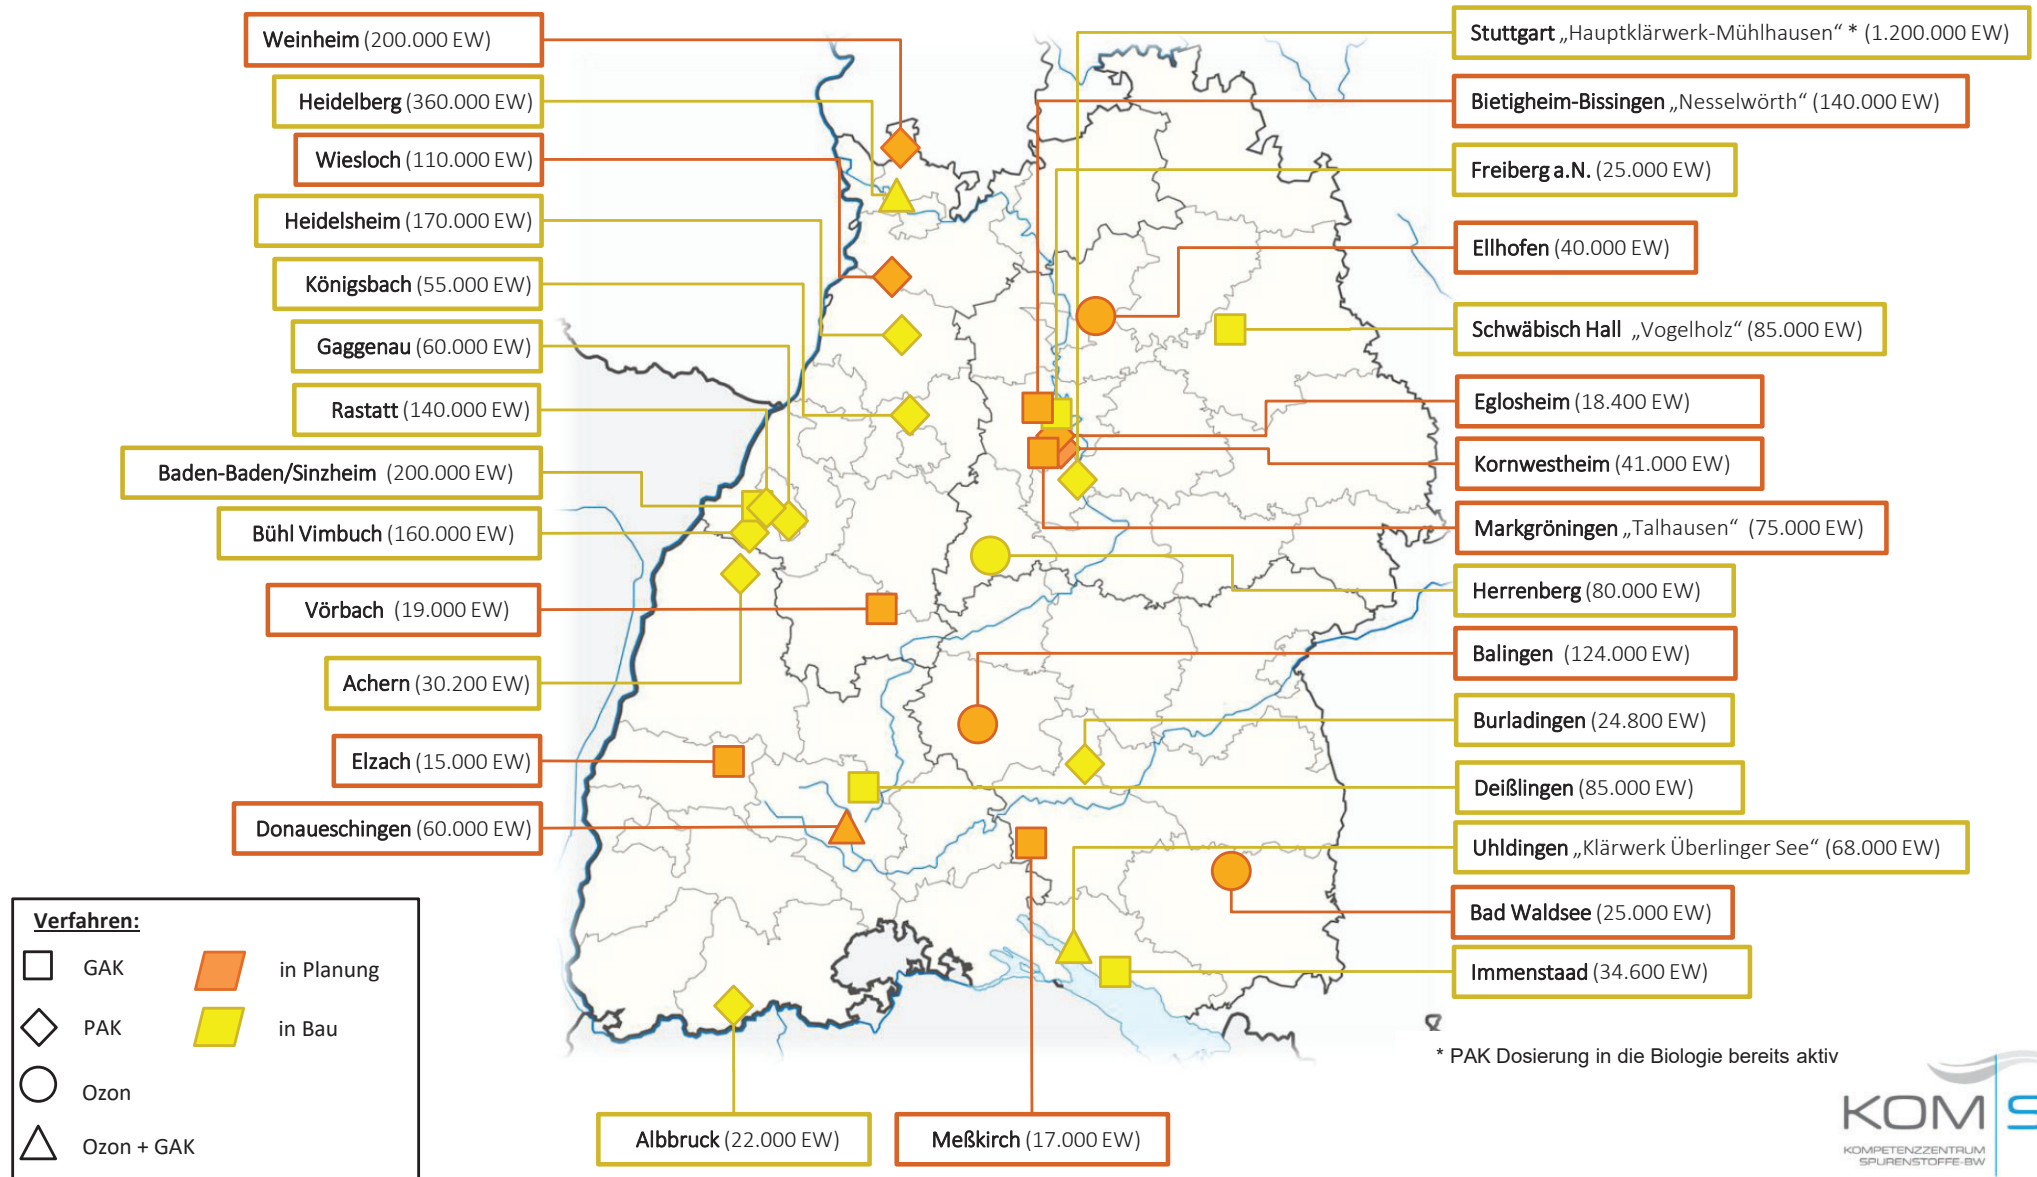 Weinheim (200.000 EW)
Heidelberg (360.000 EW)
Wiesloch (110.000 EW)
Heidelsheim (170.000 EW)
Königsbach (55.000 EW)
Gaggenau (60.000 EW)
Rastatt (140.000 EW)
Baden-Baden/Sinzheim (200.000 EW)
Bühl Vimbuch (160.000 EW)
Vörbach (19.000 EW)
Achern (30.200 EW)
Elzach (15.000 EW)
Donaueschingen (60.000 EW)
Stuttgart „Hauptklärwerk-Mühlhausen“ * (1.200.000 EW)
Bietigheim-Bissingen „Nesselwörth“ (140.000 EW)
Freiberg a.N. (25.000 EW)
Ellhofen (40.000 EW)
Schwäbisch Hall „Vogelholz“ (85.000 EW)
Eglosheim (18.400 EW)
Kornwestheim (41.000 EW)
Markgröningen „Talhausen“ (75.000 EW)
Herrenberg (80.000 EW)
Balingen (124.000 EW)
Burladingen (24.800 EW)
Deißlingen (85.000 EW)
Uhldingen „Klärwerk Überlinger See“ (68.000 EW)
Bad Waldsee (25.000 EW)
Immenstaad (34.600 EW)
Albbruck (22.000 EW)
Meßkirch (17.000 EW)
Verfahren:
GAK
in Planung
PAK
in Bau
Ozon
Ozon + GAK
* PAK Dosierung in die Biologie bereits aktiv
KOM S
KOMPETENZZENTRUM
SPURENSTOFFE-BW